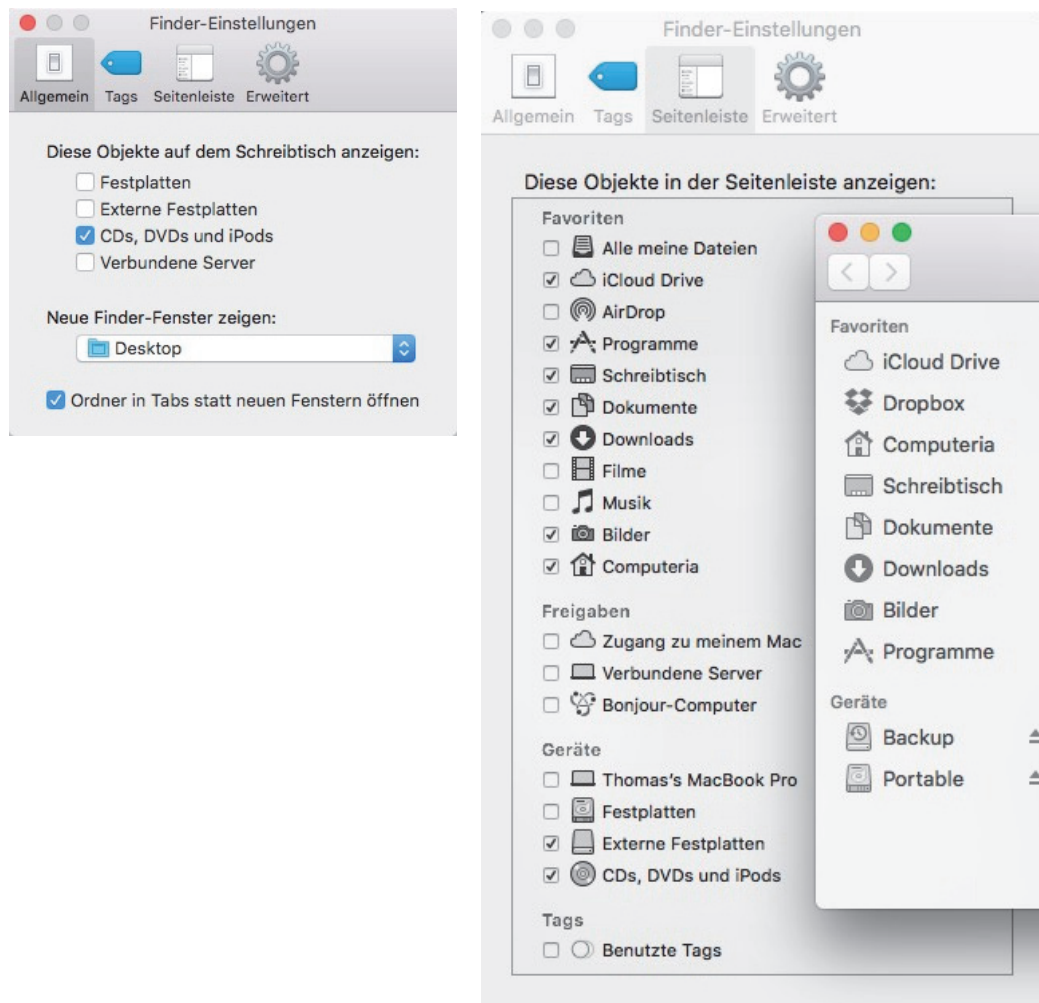 Finder-Einstellungen
Allgemein Tags Seitenleiste Erweitert
Diese Objekte auf dem Schreibtisch anzeigen:
Festplatten
Externe Festplatten
CDs, DVDs und iPods
Verbundene Server
Neue Finder-Fenster zeigen:
Desktop
Ordner in Tabs statt neuen Fenstern öffnen
Finder-Einstellungen
Allgemein Tags Seitenleiste Erweitert
Diese Objekte in der Seitenleiste anzeigen:
Favoriten
Alle meine Dateien
iCloud Drive
AirDrop
Programme
Schreibtisch
Dokumente
Downloads
Filme
Musik
Bilder
Computeria
Freigaben
Zugang zu meinem Mac
Verbundene Server
Bonjour-Computer
Geräte
Thomas's MacBook Pro
Festplatten
Externe Festplatten
CDs, DVDs und iPods
Tags
Benutzte Tags
Favoriten
iCloud Drive
Dropbox
Computeria
Schreibtisch
Dokumente
Downloads
Bilder
Programme
Geräte
Backup
Portable